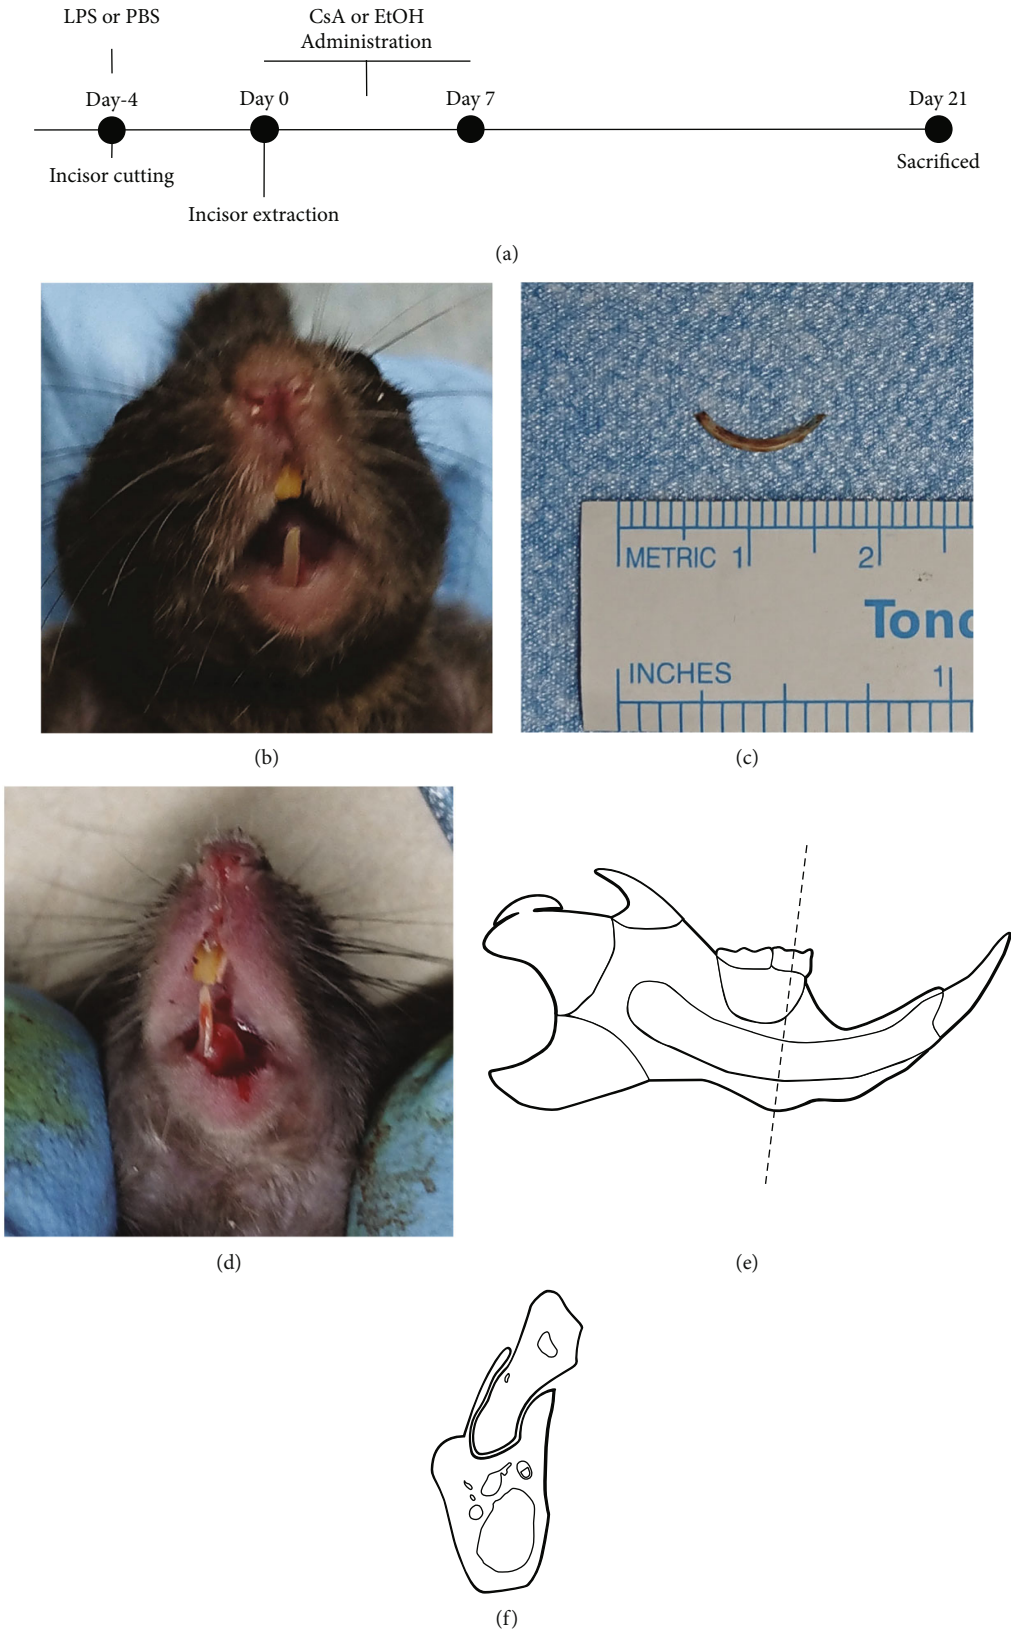 LPS or PBS
CsA or EtOH
Administration
Day-4
Day 0
Day 7
Day 21
Incisor cutting
Sacrificed
Incisor extraction
(a)
METRIC 1 2
Tond
INCHES 1
(b)
(c)
(d)
(e)
(f)